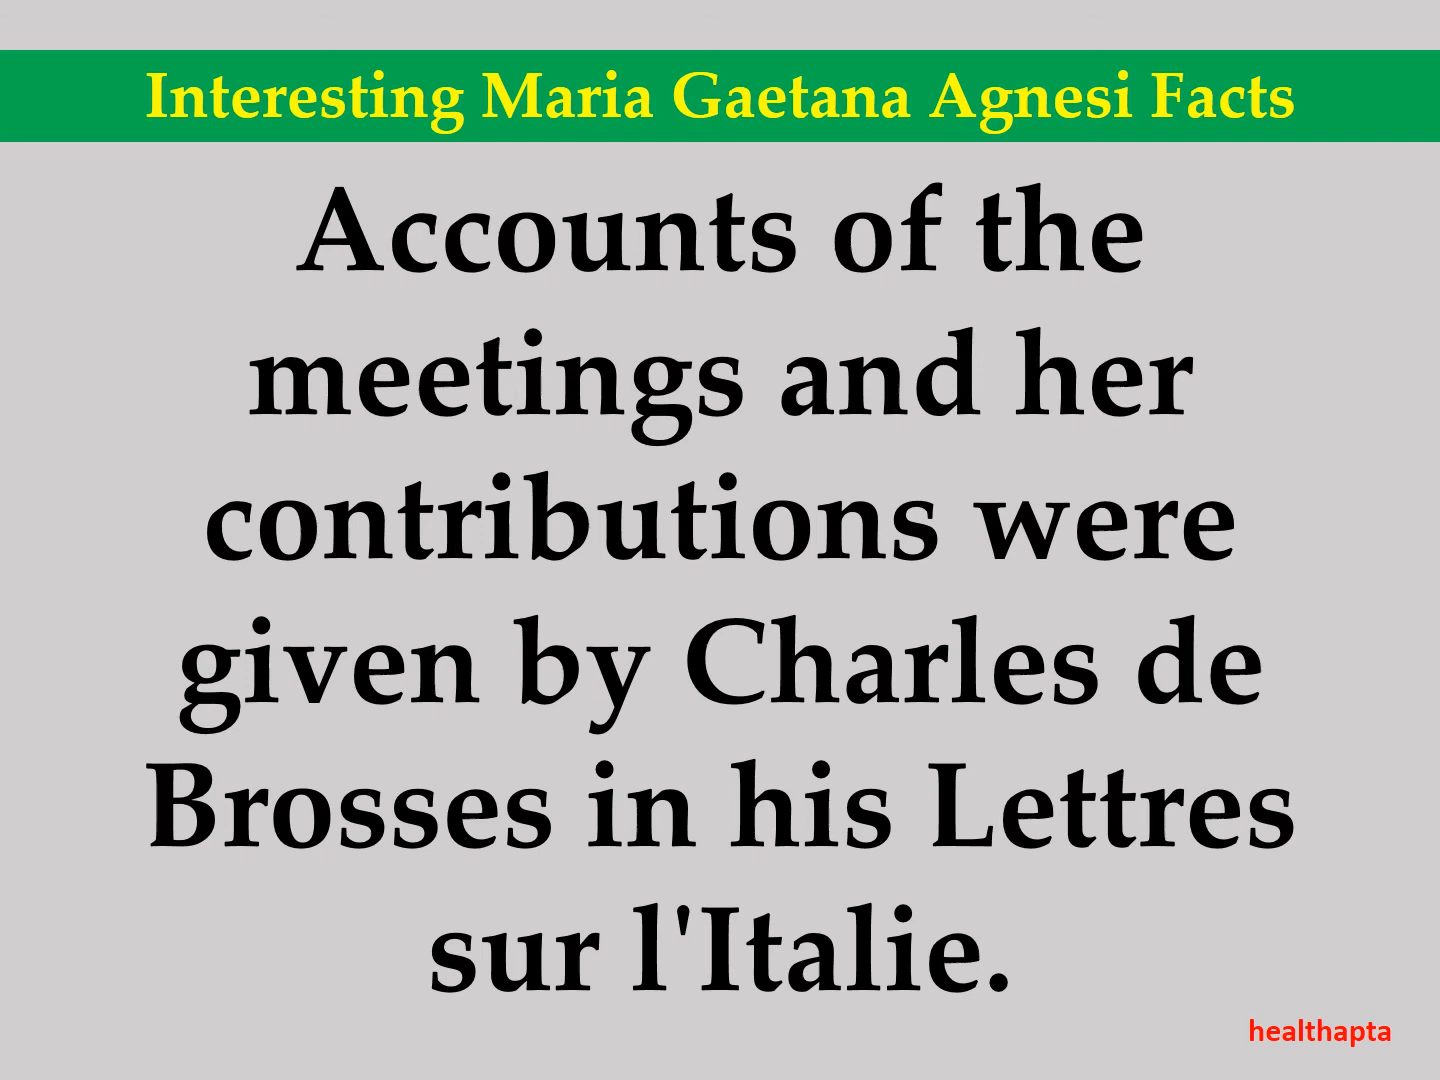 Interesting Maria Gaetana Agnesi Facts
Accounts of the
meetings and her
contributions were
given by Charles de
Brosses in his Lettres
sur l'Italie.
healthapta